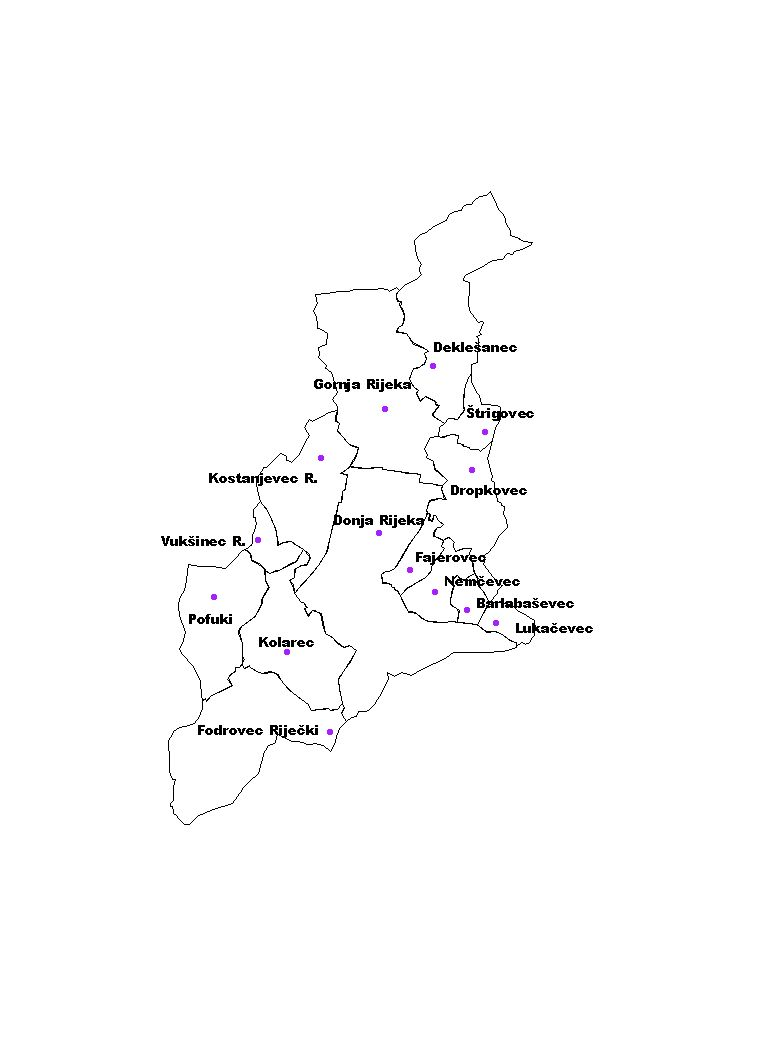 Deklešanec
Gornja Rijeka
Štrigovec
Kostanjevec R.
Dropkovec
Donja Rijeka
Vukšinec R.
Fajerovec
Nemčevec
Barlabaševec
Pofuki
Lukačevec
Kolarec
Fodrovec Riječki